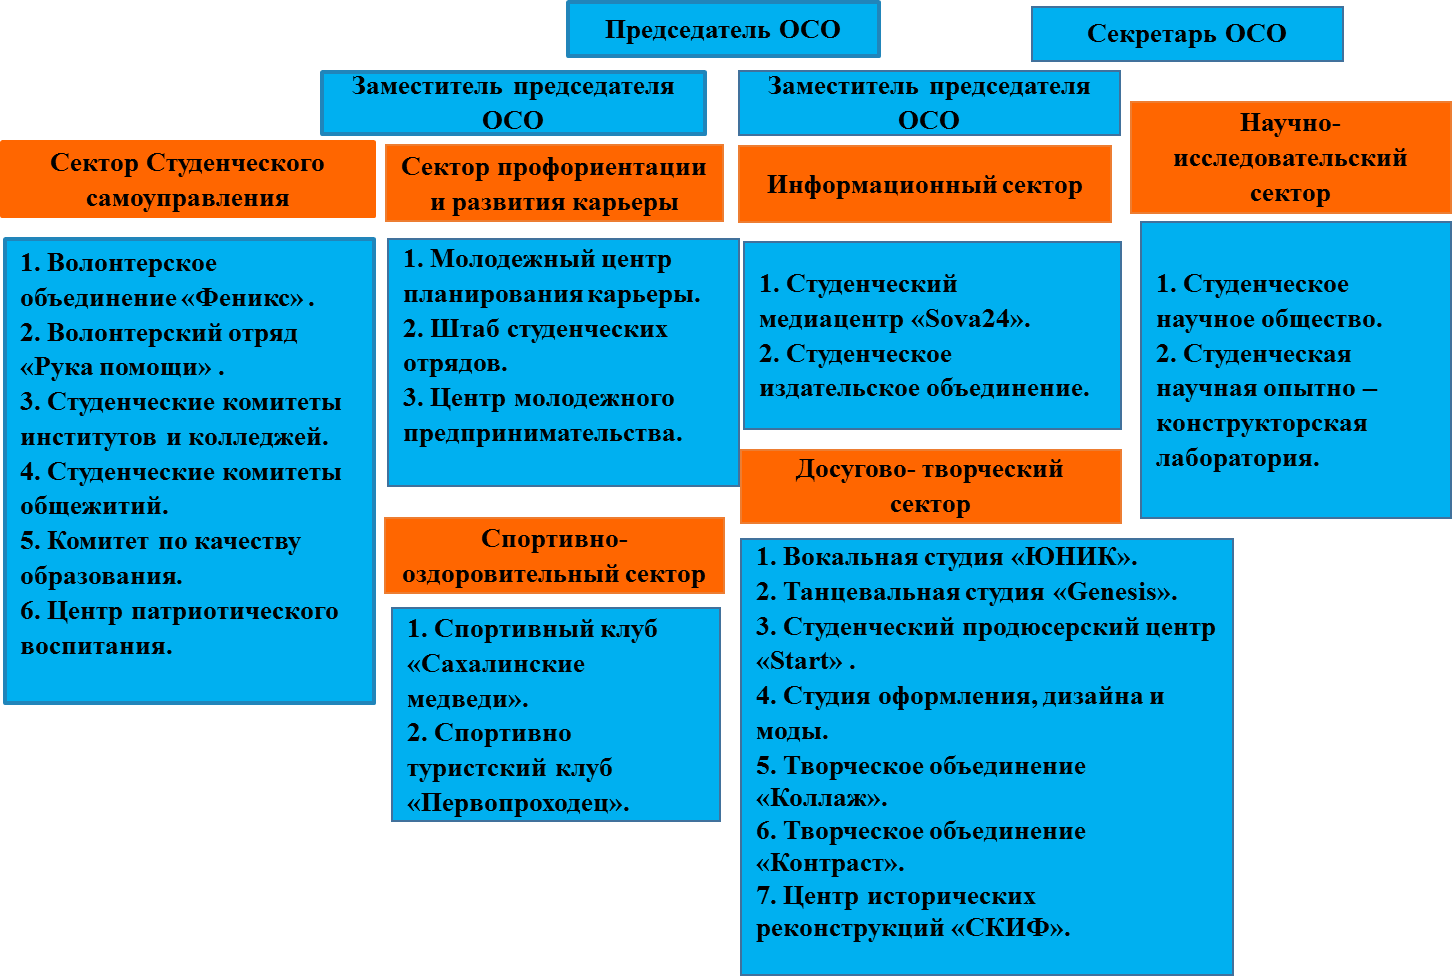 Председатель ОСО
Секретарь ОСО
Заместитель председателя
ОСО
Заместитель председателя
ОСО
Сектор Студенческого
самоуправления
1. Волонтерское
объединение «Феникс» .
2. Волонтерский отряд
«Рука помощи» .
3. Студенческие комитеты
институтов и колледжей.
4. Студенческие комитеты
общежитий.
5. Комитет по качеству
образования.
6. Центр патриотического
воспитания.
Сектор профориентации
и развития карьеры
1. Молодежный центр
планирования карьеры.
2. Штаб студенческих
отрядов.
3. Центр молодежного
предпринимательства.
Спортивно-
оздоровительный сектор
1. Спортивный клуб
«Сахалинские
медведи».
2. Спортивно
туристский клуб
«Первопроходец».
Информационный сектор
1. Студенческий
медиацентр «Sova24».
2. Студенческое
издательское объединение.
Досугово- творческий
сектор
1. Вокальная студия «ЮНИК».
2. Танцевальная студия «Genesis».
3. Студенческий продюсерский центр
«Start» .
4. Студия оформления, дизайна и
моды.
5. Творческое объединение
«Коллаж».
6. Творческое объединение
«Контраст».
7. Центр исторических
реконструкций «СКИФ».
Научно-
исследовательский
сектор
1. Студенческое
научное общество.
2. Студенческая
научная опытно –
конструкторская
лаборатория.